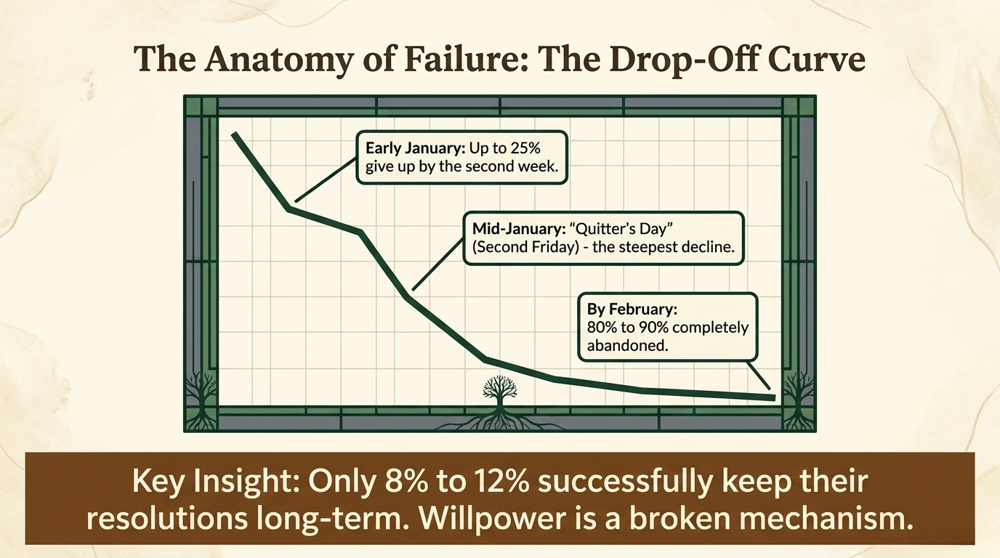 The Anatomy of Failure: The Drop-Off Curve
Early January: Up to 25%
give up by the second week.
Mid-January: “Quitter's Day”
(Second Friday) - the steepest decline.
By February:
80% to 90% completely
abandoned.
Key Insight: Only 8% to 12% successfully keep their
resolutions long-term. Willpower is a broken mechanism.